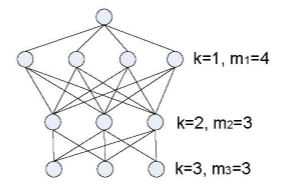 k=1, m₁=4
k=2, m₂=3
k=3, m₃=3